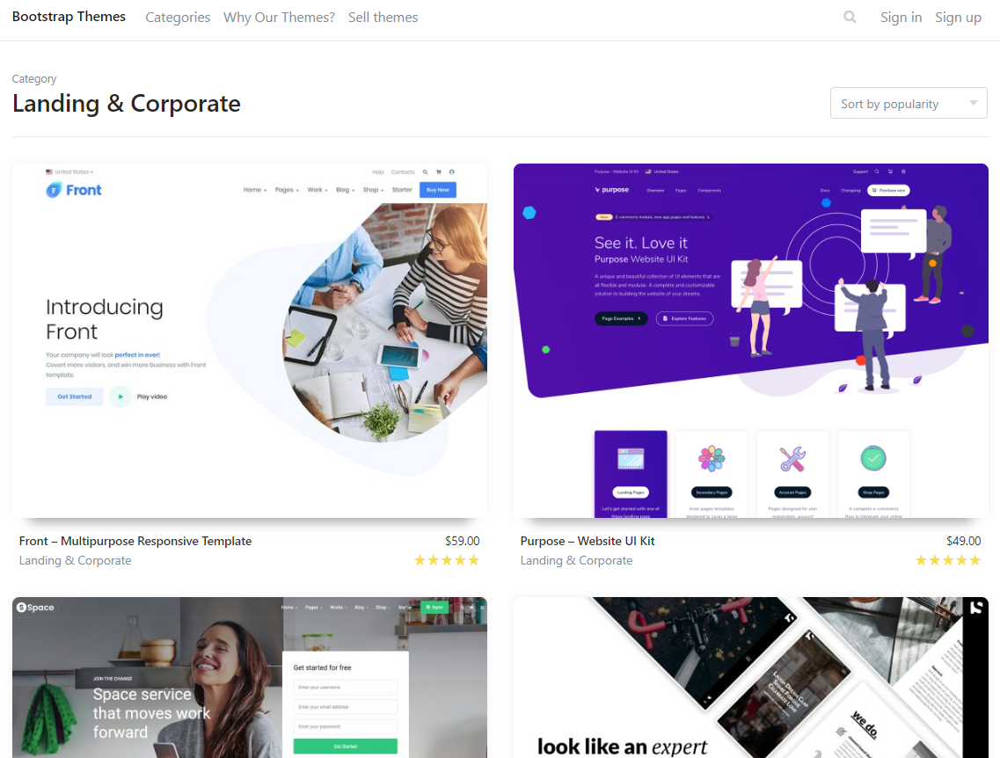 Bootstrap Themes Categories Why Our Themes? Sell themes Sign in Sign up
Category
Landing & Corporate
Sort by popularity
United States
Help Contacts
Front
Home Pages Work Blog Shop Starter Buy Now
Introducing
Front
Your company will look perfect in over!
Covert more visitors, and win more business with Front
template.
Get Started Play video
Front – Multipurpose Responsive Template $59.00
Landing & Corporate
Purpose – Website UI Kit United States Support
purpose Overview Pages Components Docs Changelog Purchase now
New E-commerce module, new app pages and features
See it. Love it
Purpose Website UI Kit
A unique and beautiful collection of UI elements that are
all flexible and modular. A complete and customizable
solution to building the website of your dreams.
Page Examples Explore Features
Landing Pages Secondary Pages Account Pages Shop Pages
Let's get started with one of
these landing page
Inner pages templates
designed to cover a large
Pages designed for user
registration, account
A complete e-commerce
Purpose – Website UI Kit $49.00
Landing & Corporate
Space
Home Pages Works Blog Shop
JOIN THE CHANGE
Space service
that moves work
forward
Get started for free
Enter your username
Enter your email address
Enter your password
Get Started
LAUGH DREAM CLAP
SHARE FORGIVE
CELEBRATE LOVE
Approach
we do.
look like an expert